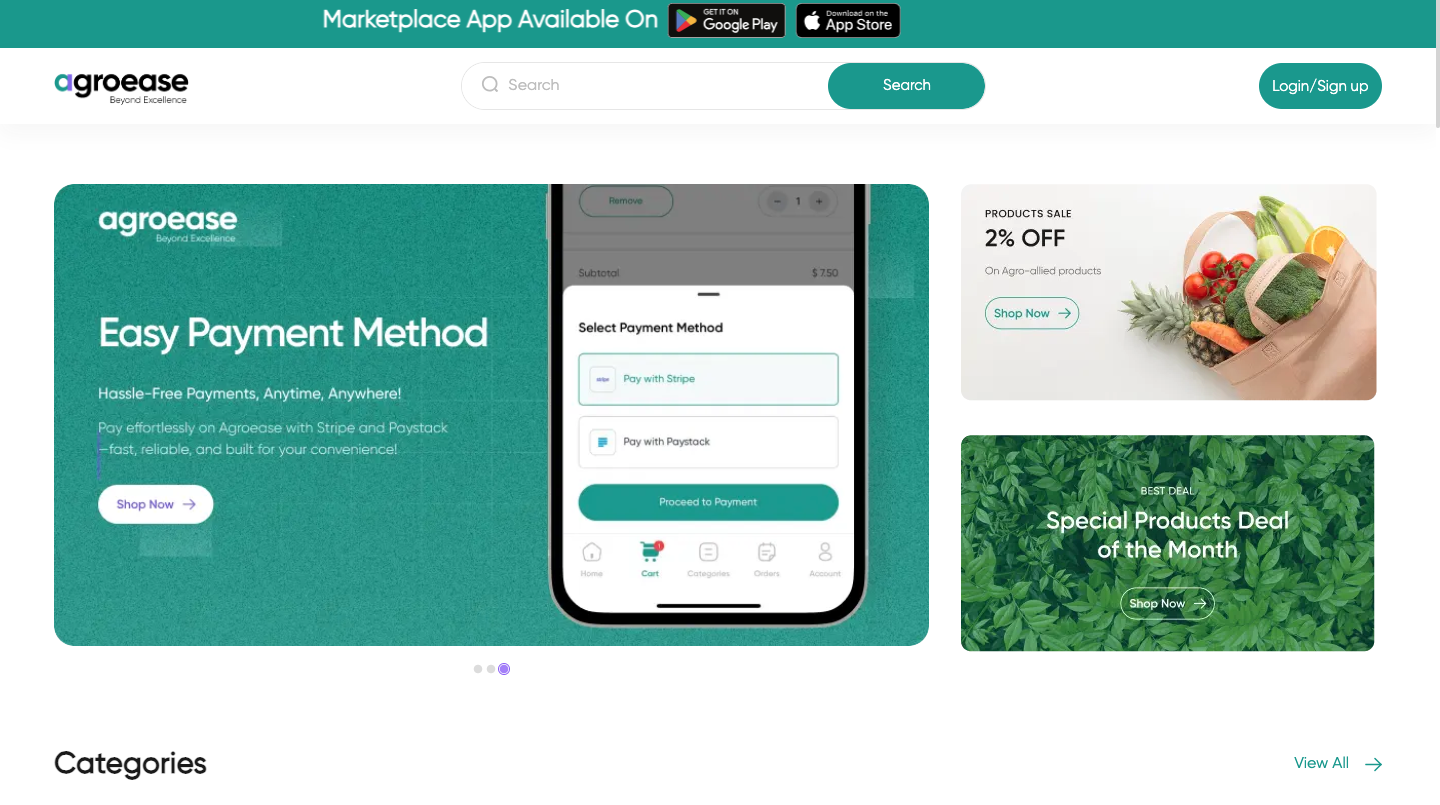 Marketplace App Available On
GET IT ON
Google Play
Download on the
App Store
agroease
Beyond Excellence
Search
Search
Login/Sign up
agroease
Beyond Excellence
Easy Payment Method
Hassle-Free Payments, Anytime, Anywhere!
Pay effortlessly on Agroease with Stripe and Paystack
—fast, reliable, and built for your convenience!
Shop Now
Remove
1
Subtotal
$ 7.50
Select Payment Method
stripe
Pay with Stripe
Pay with Paystack
Proceed to Payment
1
Home
Cart
Categories
Orders
Account
PRODUCTS SALE
2% OFF
On Agro-allied products
Shop Now
BEST DEAL
Special Products Deal
of the Month
Shop Now
Categories
View All